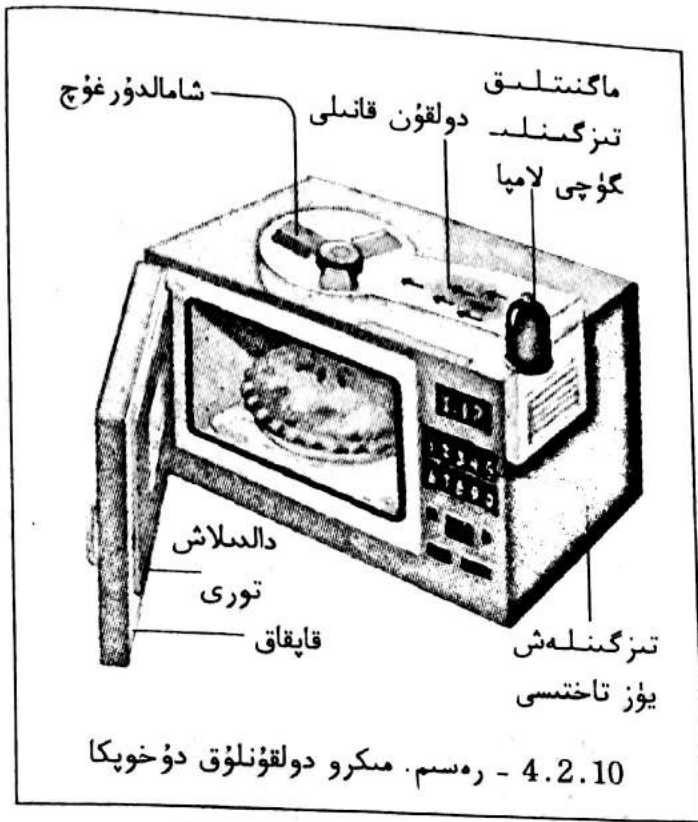 ماگنىتلىق
تىزگىنلى-
گۈچى لامپا
دولقۇن قانىلى
شامالدۇرغۇچ
دالدىلاش
تورى
قاپقاق
تىزگىنلەش
يۈز تاختىسى
4.2.10 - رەسىم. مىكرو دولقۇنلۇق دۇخوپكا